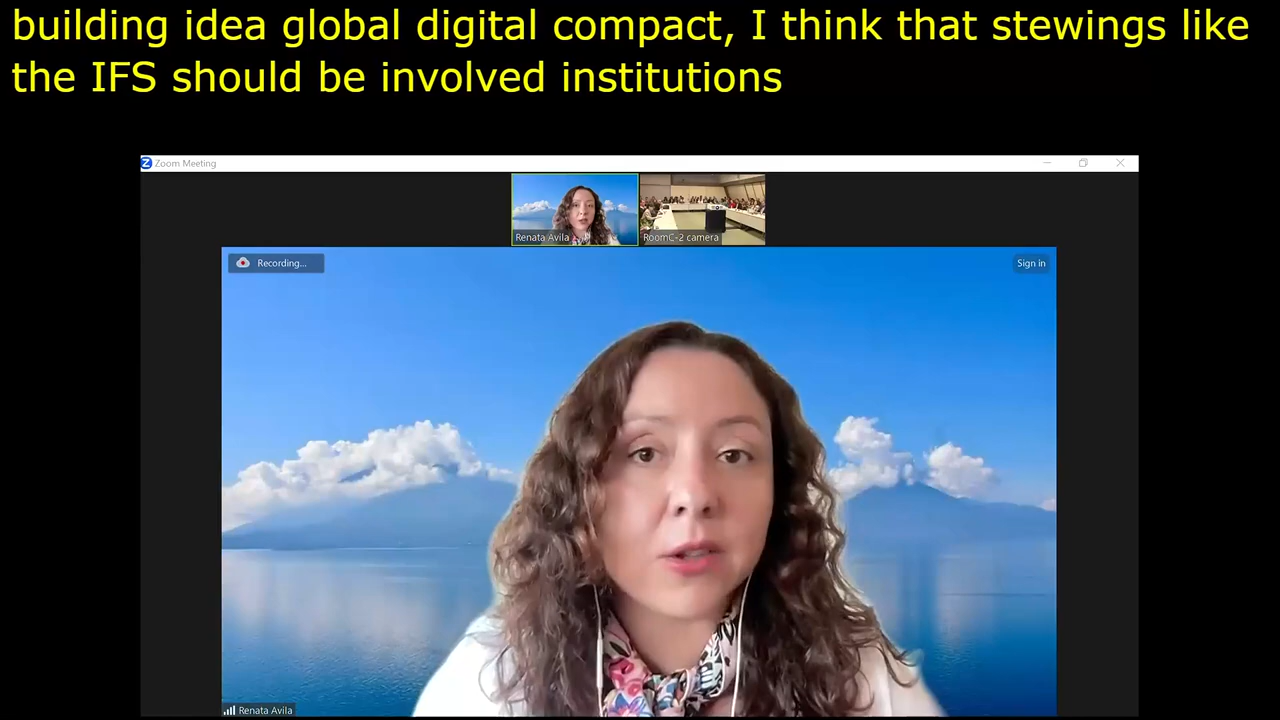 building idea global digital compact, I think that stewings like
the IFS should be involved institutions
Zoom Meeting
Renata Avila
RoomC-2 camera
Recording...
Sign in
Renata Avila